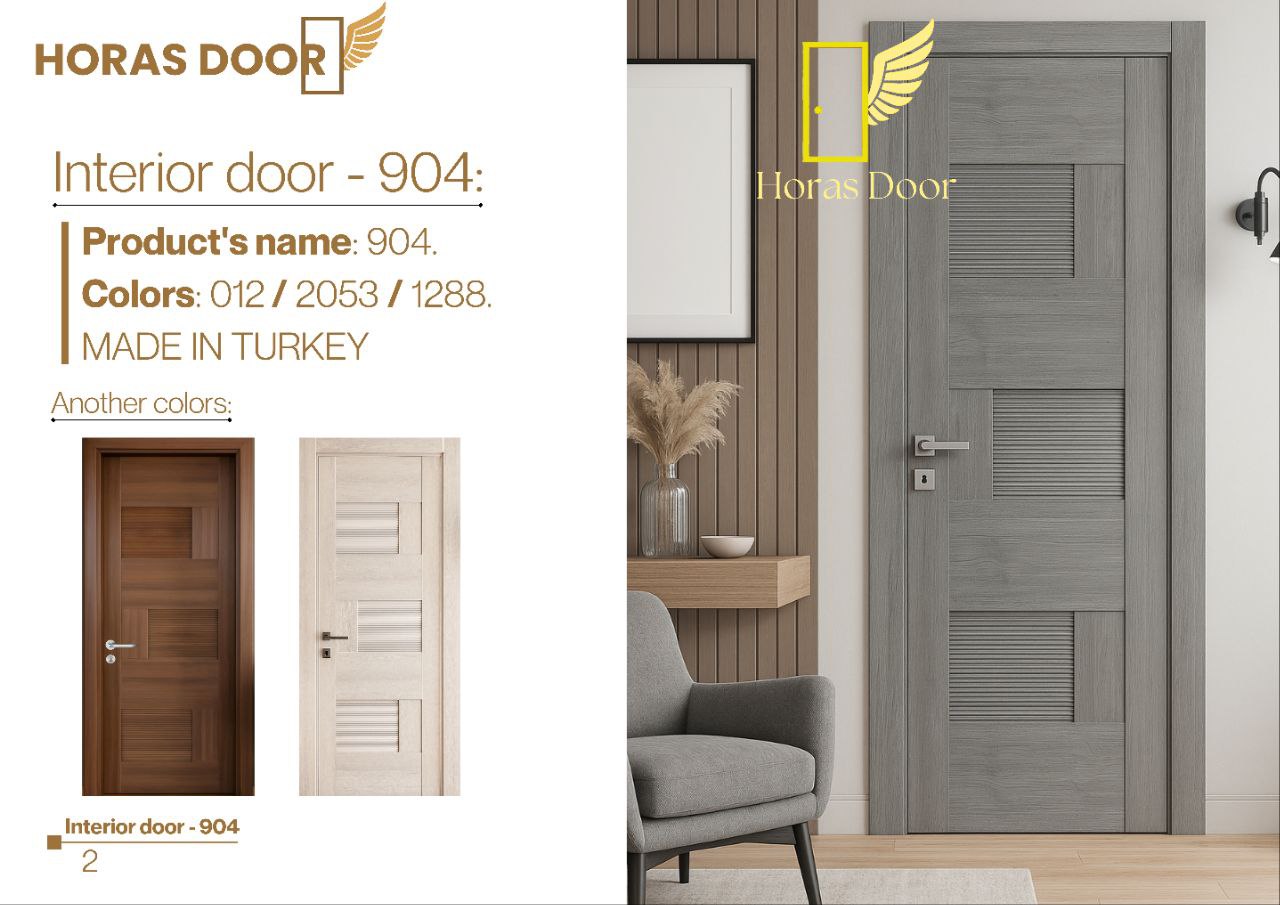 HORAS DOOR
Interior door - 904:
Product's name: 904.
Colors: 012 / 2053 / 1288.
MADE IN TURKEY
Another colors:
Interior door - 904
2
Horas Door